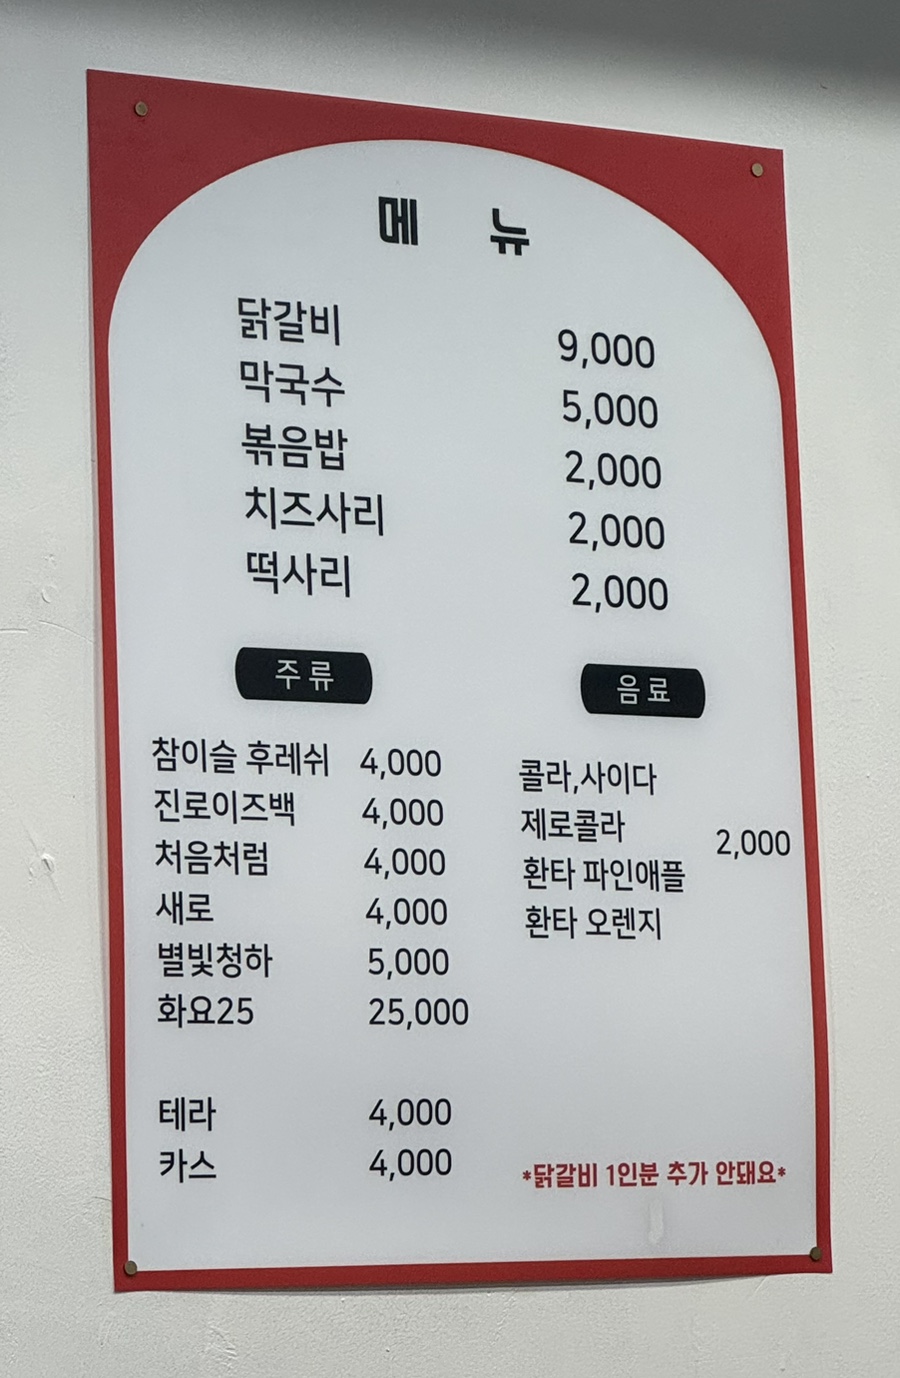 메 뉴
닭갈비 9,000
막국수 5,000
볶음밥 2,000
치즈사리 2,000
떡사리 2,000
주류
참이슬 후레쉬 4,000
진로이즈백 4,000
처음처럼 4,000
새로 4,000
별빛청하 5,000
화요25 25,000
테라 4,000
카스 4,000
음료
콜라,사이다
제로콜라
2,000
환타 파인애플
환타 오렌지
*닭갈비 1인분 추가 안돼요*